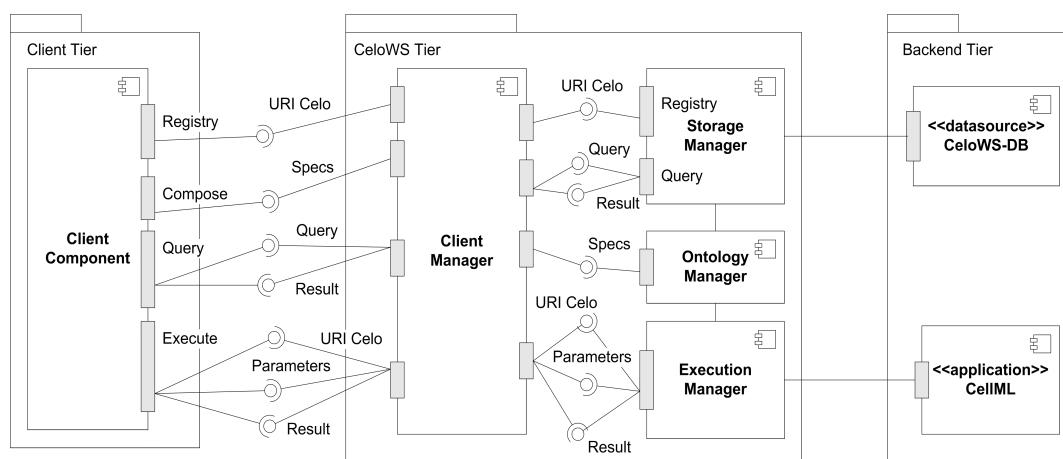 Client Tier
CeloWS Tier
Backend Tier
Registry
Compose
Client
Component
Query
Execute
URI Celo
Specs
Query
Result
URI Celo
Parameters
Result
Client
Manager
URI Celo
Query
Result
Specs
URI Celo
Parameters
Result
Registry
Storage
Manager
Query
Ontology
Manager
Execution
Manager
<<datasource>>
CeloWS-DB
<<application>>
CellML